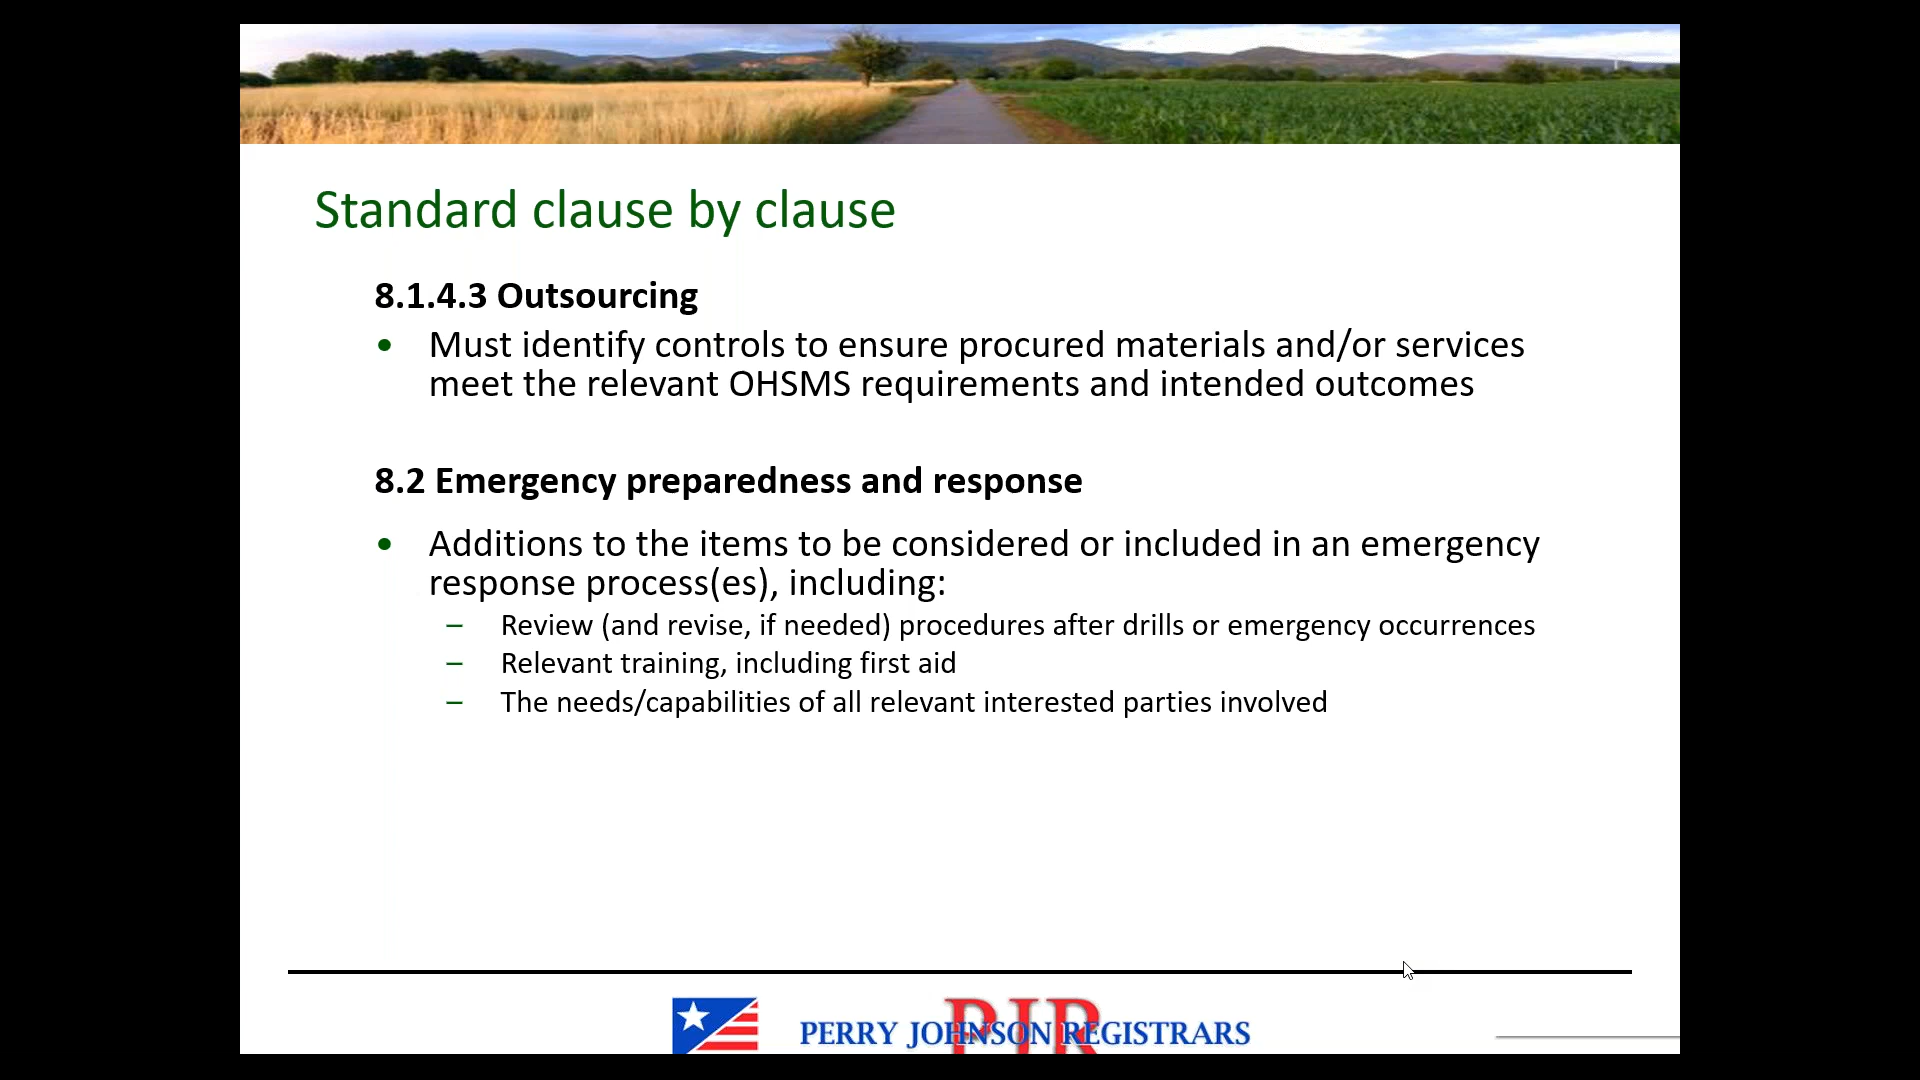 Standard clause by clause
8.1.4.3 Outsourcing
• Must identify controls to ensure procured materials and/or services
meet the relevant OHSMS requirements and intended outcomes
8.2 Emergency preparedness and response
• Additions to the items to be considered or included in an emergency
response process(es), including:
– Review (and revise, if needed) procedures after drills or emergency occurrences
– Relevant training, including first aid
– The needs/capabilities of all relevant interested parties involved
PJR
PERRY JOHNSON REGISTRARS